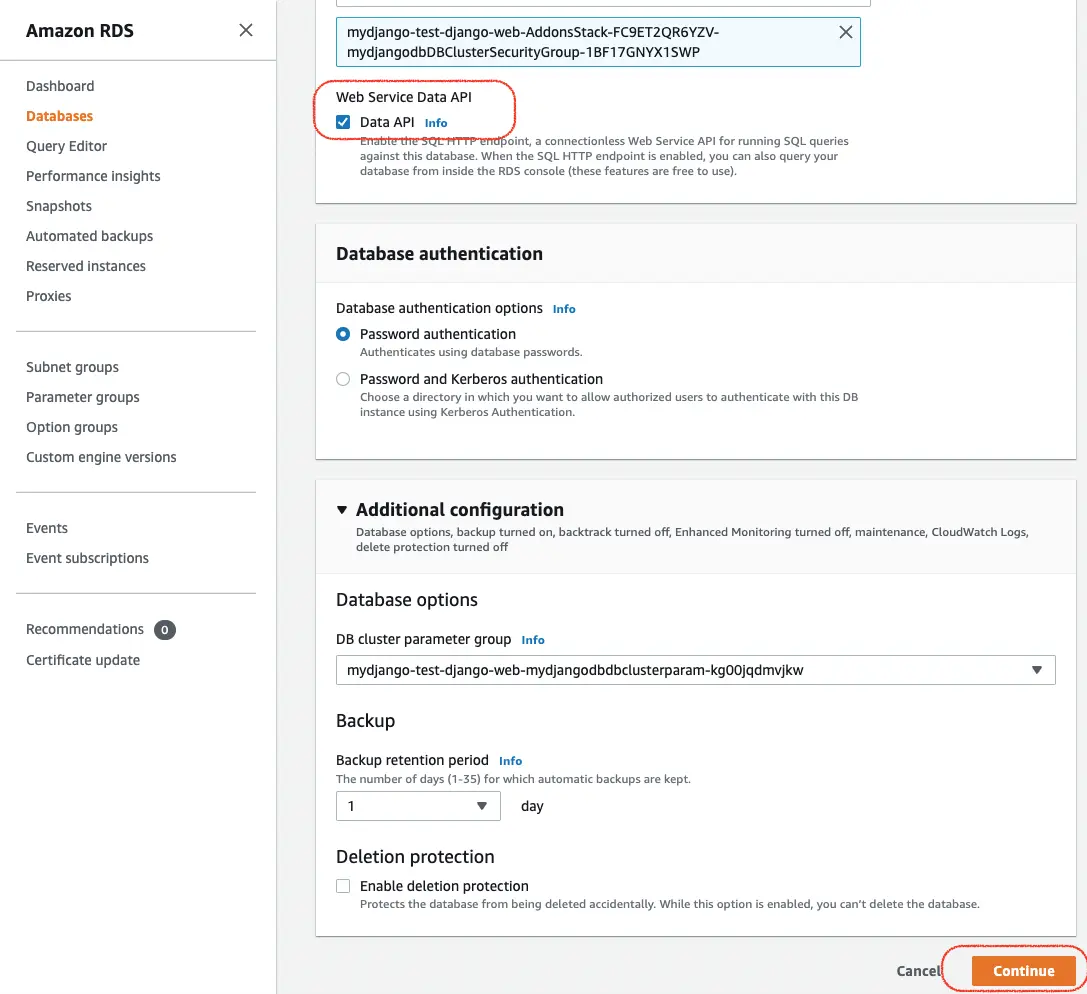 Amazon RDS
Dashboard
Databases
Query Editor
Performance insights
Snapshots
Automated backups
Reserved instances
Proxies
Subnet groups
Parameter groups
Option groups
Custom engine versions
Events
Event subscriptions
Recommendations 0
Certificate update
mydjango-test-django-web-AddonsStack-FC9ET2QR6YZV-
mydjangodbDBClusterSecurityGroup-1BF17GNYX1SWP
Web Service Data API
Data API Info
Enable the SQL HTTP endpoint, a connectionless Web Service API for running SQL queries
against this database. When the SQL HTTP endpoint is enabled, you can also query your
database from inside the RDS console (these features are free to use).
Database authentication
Database authentication options Info
Password authentication
Authenticates using database passwords.
Password and Kerberos authentication
Choose a directory in which you want to allow authorized users to authenticate with this DB
instance using Kerberos Authentication.
Additional configuration
Database options, backup turned on, backtrack turned off, Enhanced Monitoring turned off, maintenance, CloudWatch Logs,
delete protection turned off
Database options
DB cluster parameter group Info
mydjango-test-django-web-mydjangodbdbclusterparam-kg00jqdmvjkw
Backup
Backup retention period Info
The number of days (1-35) for which automatic backups are kept.
1 day
Deletion protection
Enable deletion protection
Protects the database from being deleted accidentally. While this option is enabled, you can't delete the database.
Cancel Continue